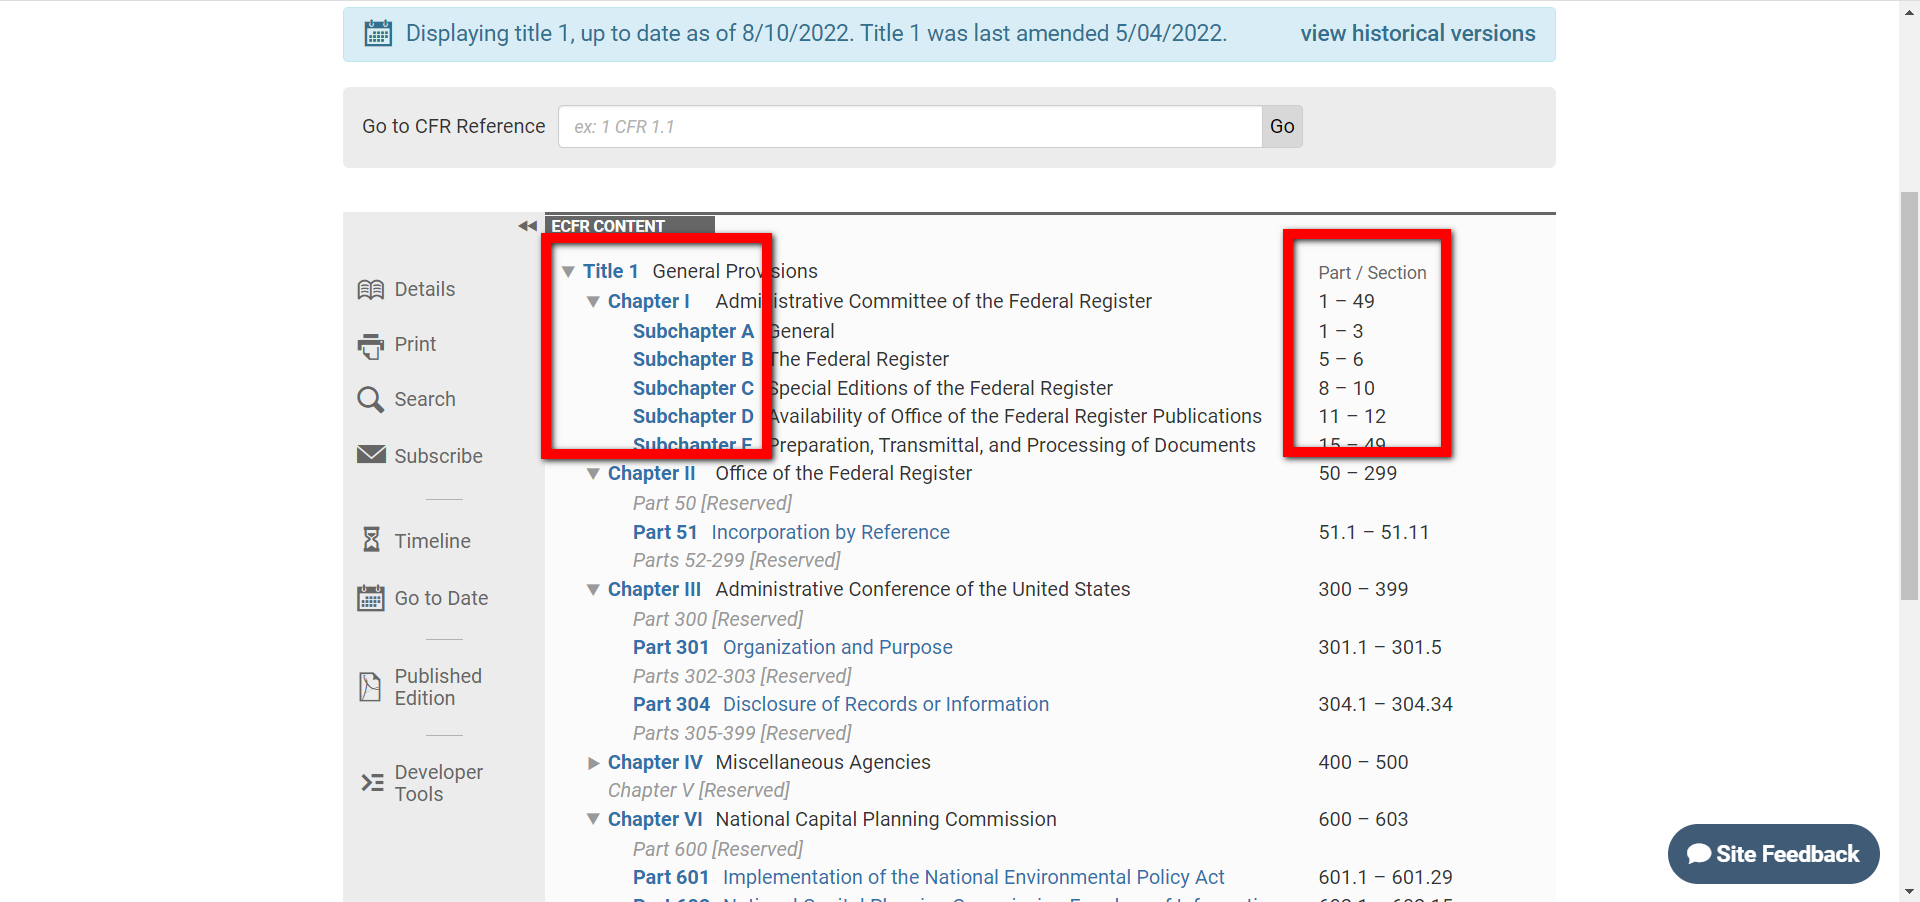 Displaying title 1, up to date as of 8/10/2022. Title 1 was last amended 5/04/2022. view historical versions
Go to CFR Reference ex: 1 CFR 1.1 Go
ECFR CONTENT
Details
Print
Search
Subscribe
Timeline
Go to Date
Published
Edition
Developer
Tools
Title 1 General Provisions Part / Section
Chapter I Administrative Committee of the Federal Register 1 – 49
Subchapter A General 1 – 3
Subchapter B The Federal Register 5 – 6
Subchapter C Special Editions of the Federal Register 8 – 10
Subchapter D Availability of Office of the Federal Register Publications 11 – 12
Subchapter E Preparation, Transmittal, and Processing of Documents 15 – 49
Chapter II Office of the Federal Register 50 – 299
Part 50 [Reserved]
Part 51 Incorporation by Reference 51.1 – 51.11
Parts 52-299 [Reserved]
Chapter III Administrative Conference of the United States 300 – 399
Part 300 [Reserved]
Part 301 Organization and Purpose 301.1 – 301.5
Parts 302-303 [Reserved]
Part 304 Disclosure of Records or Information 304.1 – 304.34
Parts 305-399 [Reserved]
Chapter IV Miscellaneous Agencies 400 – 500
Chapter V [Reserved]
Chapter VI National Capital Planning Commission 600 – 603
Part 600 [Reserved]
Part 601 Implementation of the National Environmental Policy Act 601.1 – 601.29
Site Feedback